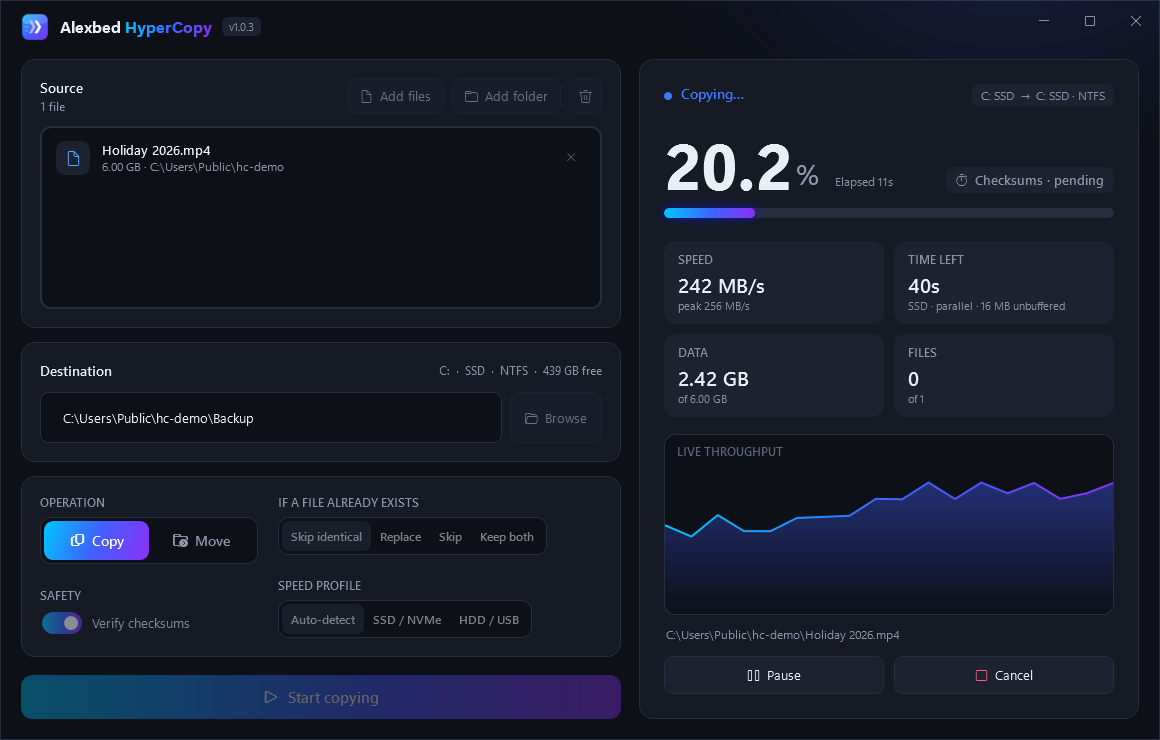 Alexbed HyperCopy v1.0.3
Source
1 file
Add files
Add folder
Holiday 2026.mp4
6.00 GB · C:\Users\Public\hc-demo
Destination
C: · SSD · NTFS · 439 GB free
C:\Users\Public\hc-demo\Backup
Browse
OPERATION
Copy
Move
IF A FILE ALREADY EXISTS
Skip identical
Replace
Skip
Keep both
SAFETY
Verify checksums
SPEED PROFILE
Auto-detect
SSD / NVMe
HDD / USB
Start copying
Copying...
C: SSD → C: SSD · NTFS
20.2 %
Elapsed 11s
Checksums · pending
SPEED
242 MB/s
peak 256 MB/s
TIME LEFT
40s
SSD · parallel · 16 MB unbuffered
DATA
2.42 GB
of 6.00 GB
FILES
0
of 1
LIVE THROUGHPUT
C:\Users\Public\hc-demo\Holiday 2026.mp4
Pause
Cancel